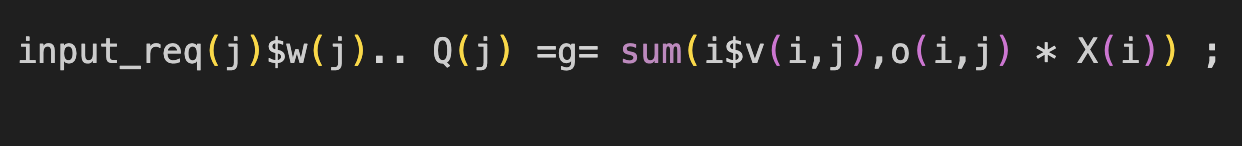 input_req(j)$w(j).. Q(j) =g= sum(i$v(i,j),o(i,j) * X(i)) ;